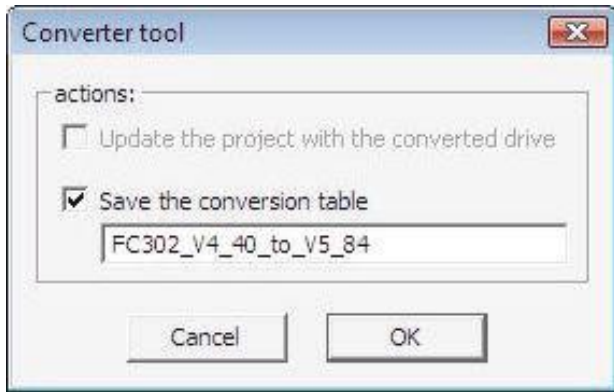 Converter tool
actions:
Update the project with the converted drive
Save the conversion table
FC302_V4_40_to_V5_84
Cancel OK